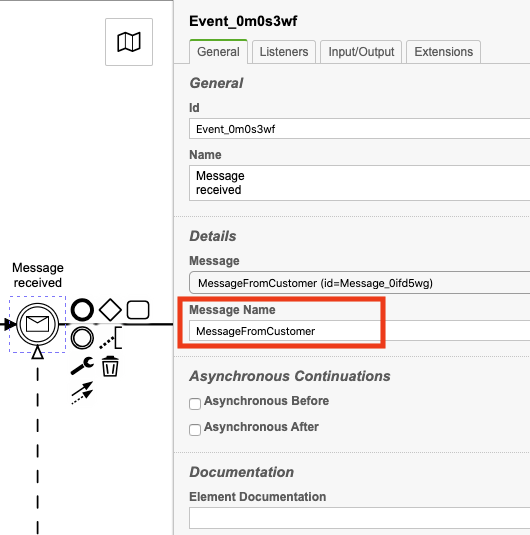 Event_0m0s3wf
General
Listeners
Input/Output
Extensions
General
Id
Event_0m0s3wf
Name
Message
received
Details
Message
MessageFromCustomer (id=Message_0ifd5wg)
Message Name
MessageFromCustomer
Asynchronous Continuations
Asynchronous Before
Asynchronous After
Documentation
Element Documentation
Message
received